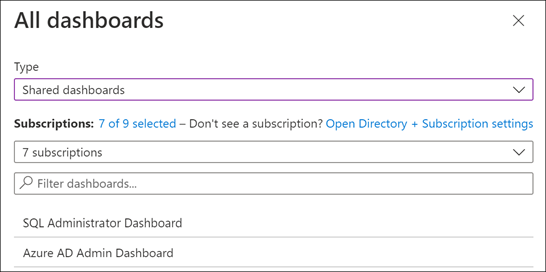 All dashboards
Type
Shared dashboards
Subscriptions: 7 of 9 selected – Don't see a subscription? Open Directory + Subscription settings
7 subscriptions
Filter dashboards...
SQL Administrator Dashboard
Azure AD Admin Dashboard